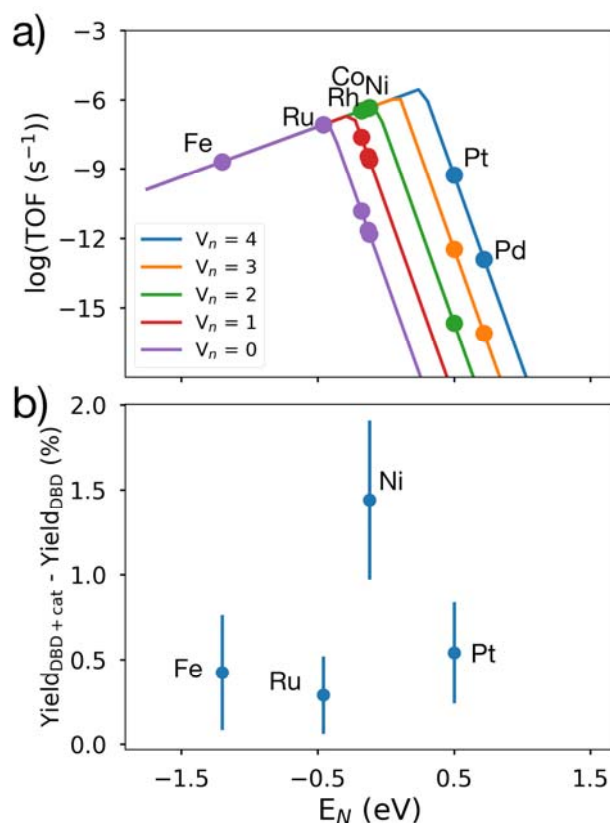 a)
log(TOF (s⁻¹))
−3
−6
−9
−12
−15
Fe
Ru
Rh
Co
Ni
Pt
Pd
Vₙ = 4
Vₙ = 3
Vₙ = 2
Vₙ = 1
Vₙ = 0
b)
Yield_DBD + cat - Yield_DBD (%)
2.0
1.5
1.0
0.5
0.0
Fe
Ru
Ni
Pt
−1.5
−0.5
0.5
1.5
E_N (eV)